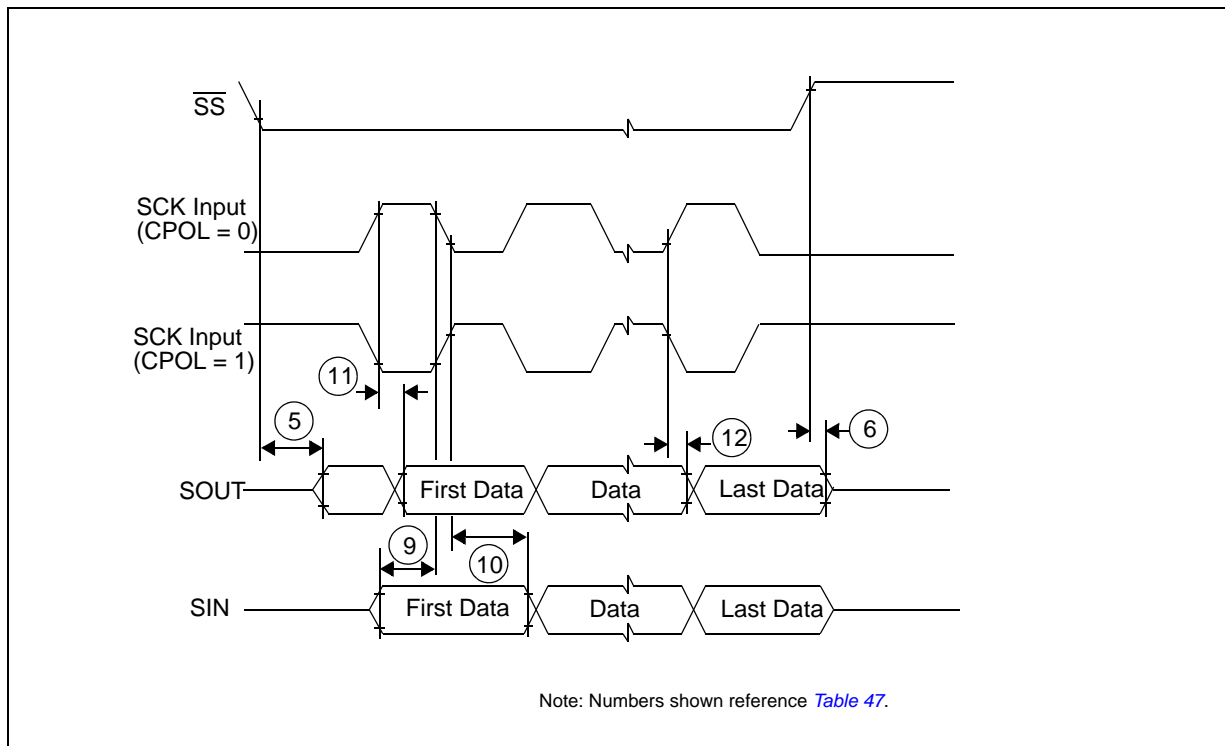 SS
SCK Input
(CPOL = 0)
SCK Input
(CPOL = 1)
11
5
12
6
SOUT
First Data
Data
Last Data
9
10
SIN
First Data
Data
Last Data
Note: Numbers shown reference Table 47.